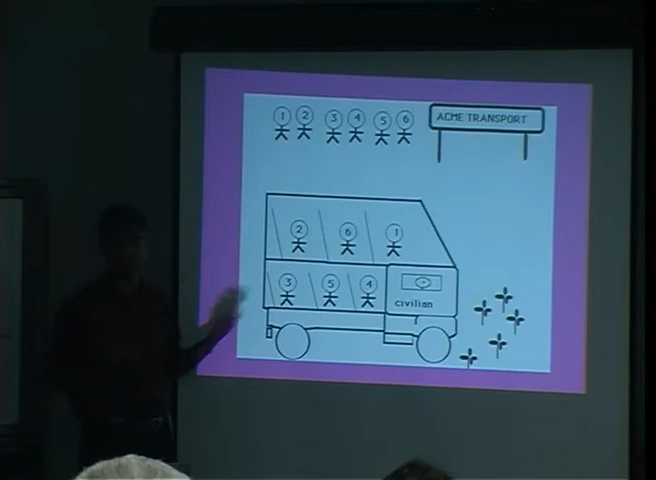 1 2 3 4 5 6
ACME TRANSPORT
2 6 1
3 5 4
civilian